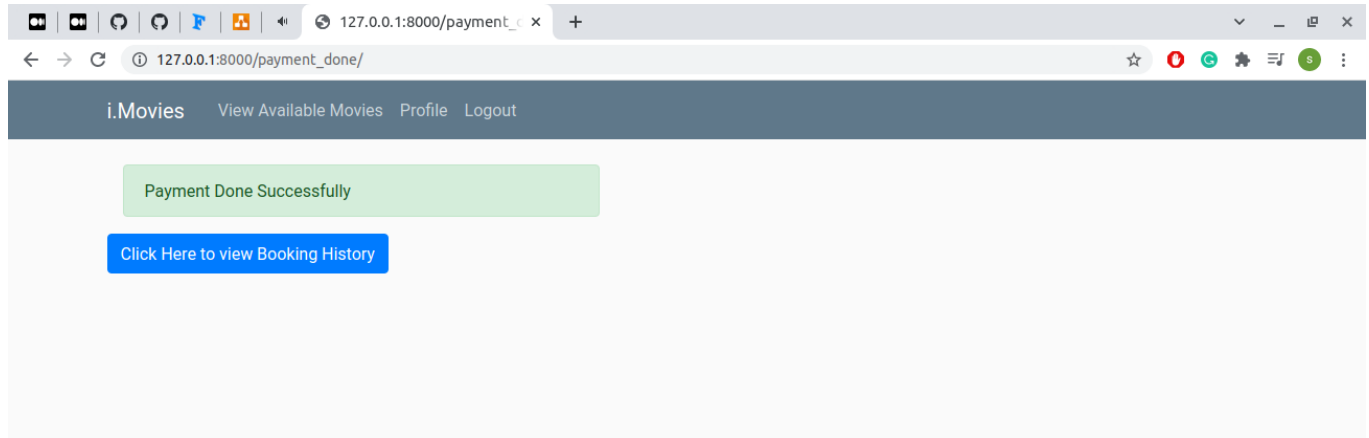 127.0.0.1:8000/payment_
127.0.0.1:8000/payment_done/
i.Movies View Available Movies Profile Logout
Payment Done Successfully
Click Here to view Booking History